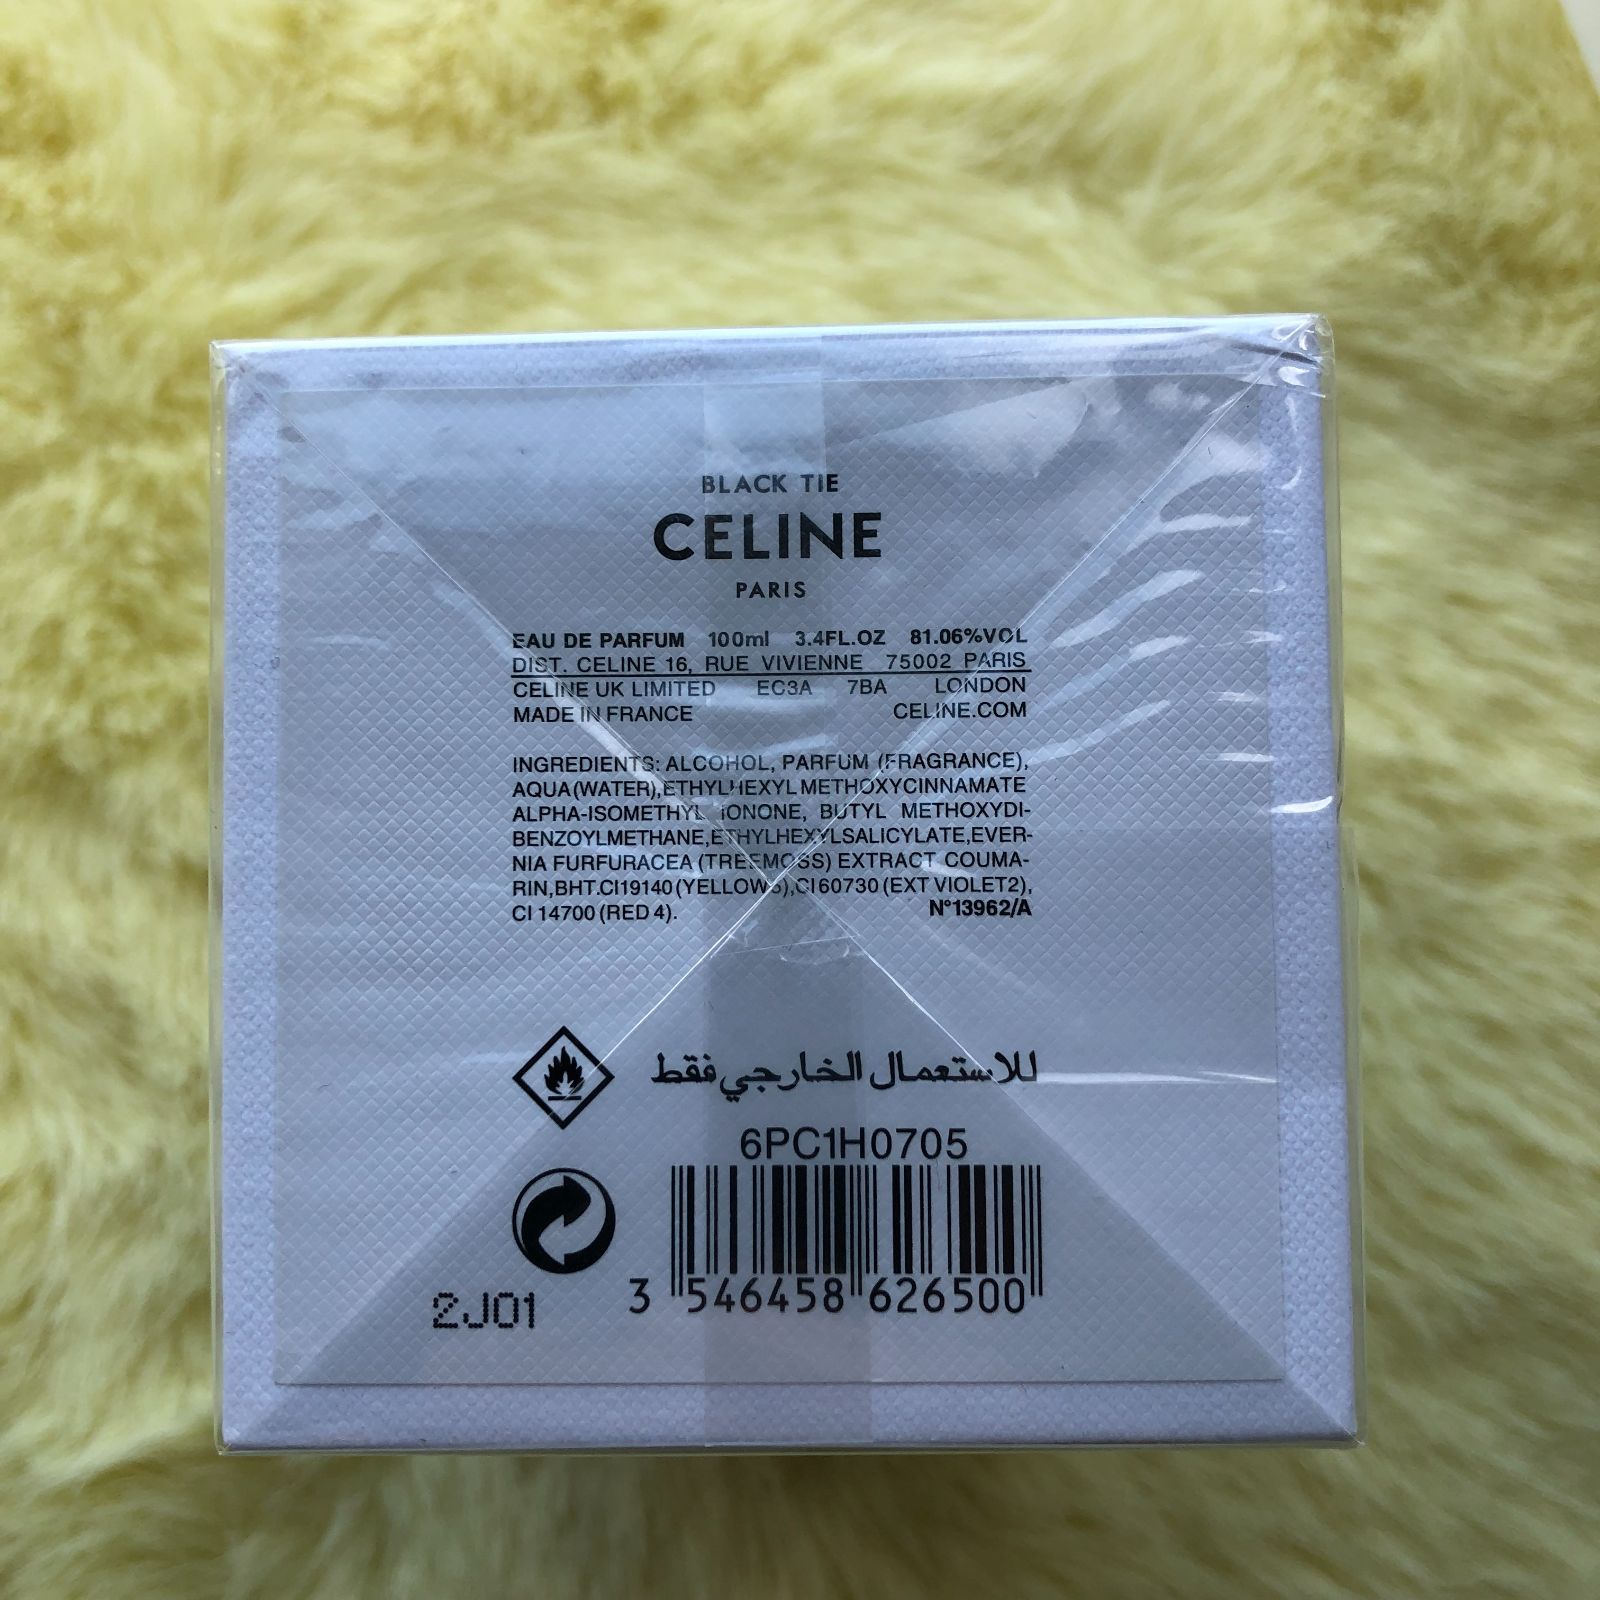 BLACK TIE
CELINE
PARIS
EAU DE PARFUM 100ml 3.4FL.OZ 81.06%VOL
DIST. CELINE 16, RUE VIVIENNE 75002 PARIS
CELINE UK LIMITED EC3A 7BA LONDON
MADE IN FRANCE CELINE.COM
INGREDIENTS: ALCOHOL, PARFUM (FRAGRANCE),
AQUA(WATER),ETHYLHEXYL METHOXYCINNAMATE
ALPHA-ISOMETHYL IONONE, BUTYL METHOXYDI-
BENZOYLMETHANE,ETHYLHEXYLSALICYLATE,EVER-
NIA FURFURACEA (TREEMOSS) EXTRACT COUMA-
RIN,BHT.CI19140(YELLOW5),CI60730(EXT VIOLET2),
CI 14700 (RED 4). N°13962/A
للاستعمال الخارجي فقط
6PC1H0705
3 546458 626500
2J01